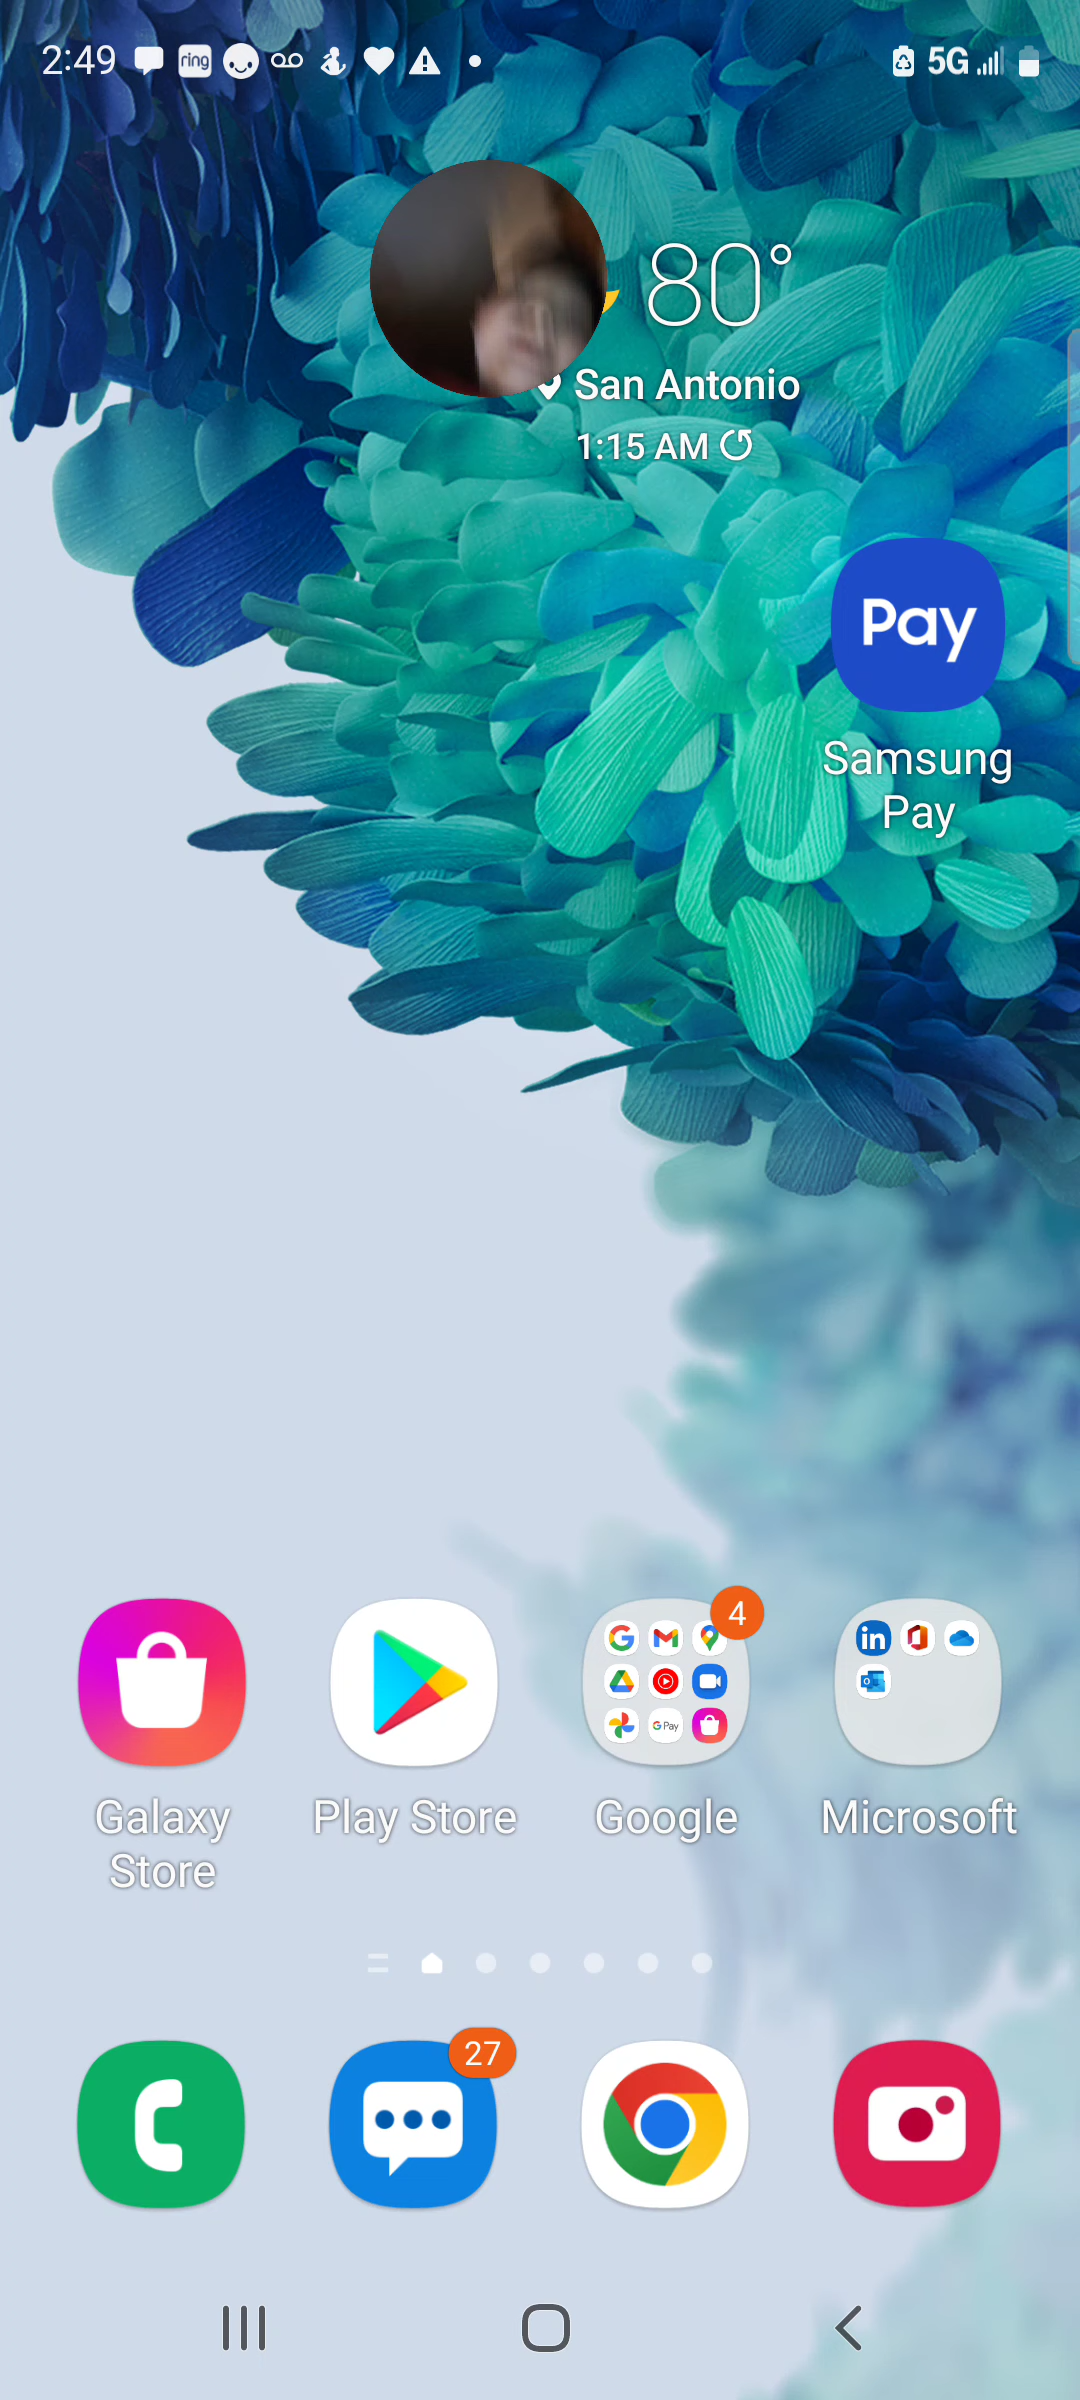 2:49
ring
5G
80°
San Antonio
1:15 AM
Pay
Samsung
Pay
4
G Pay
Galaxy
Store
Play Store
Google
Microsoft
27